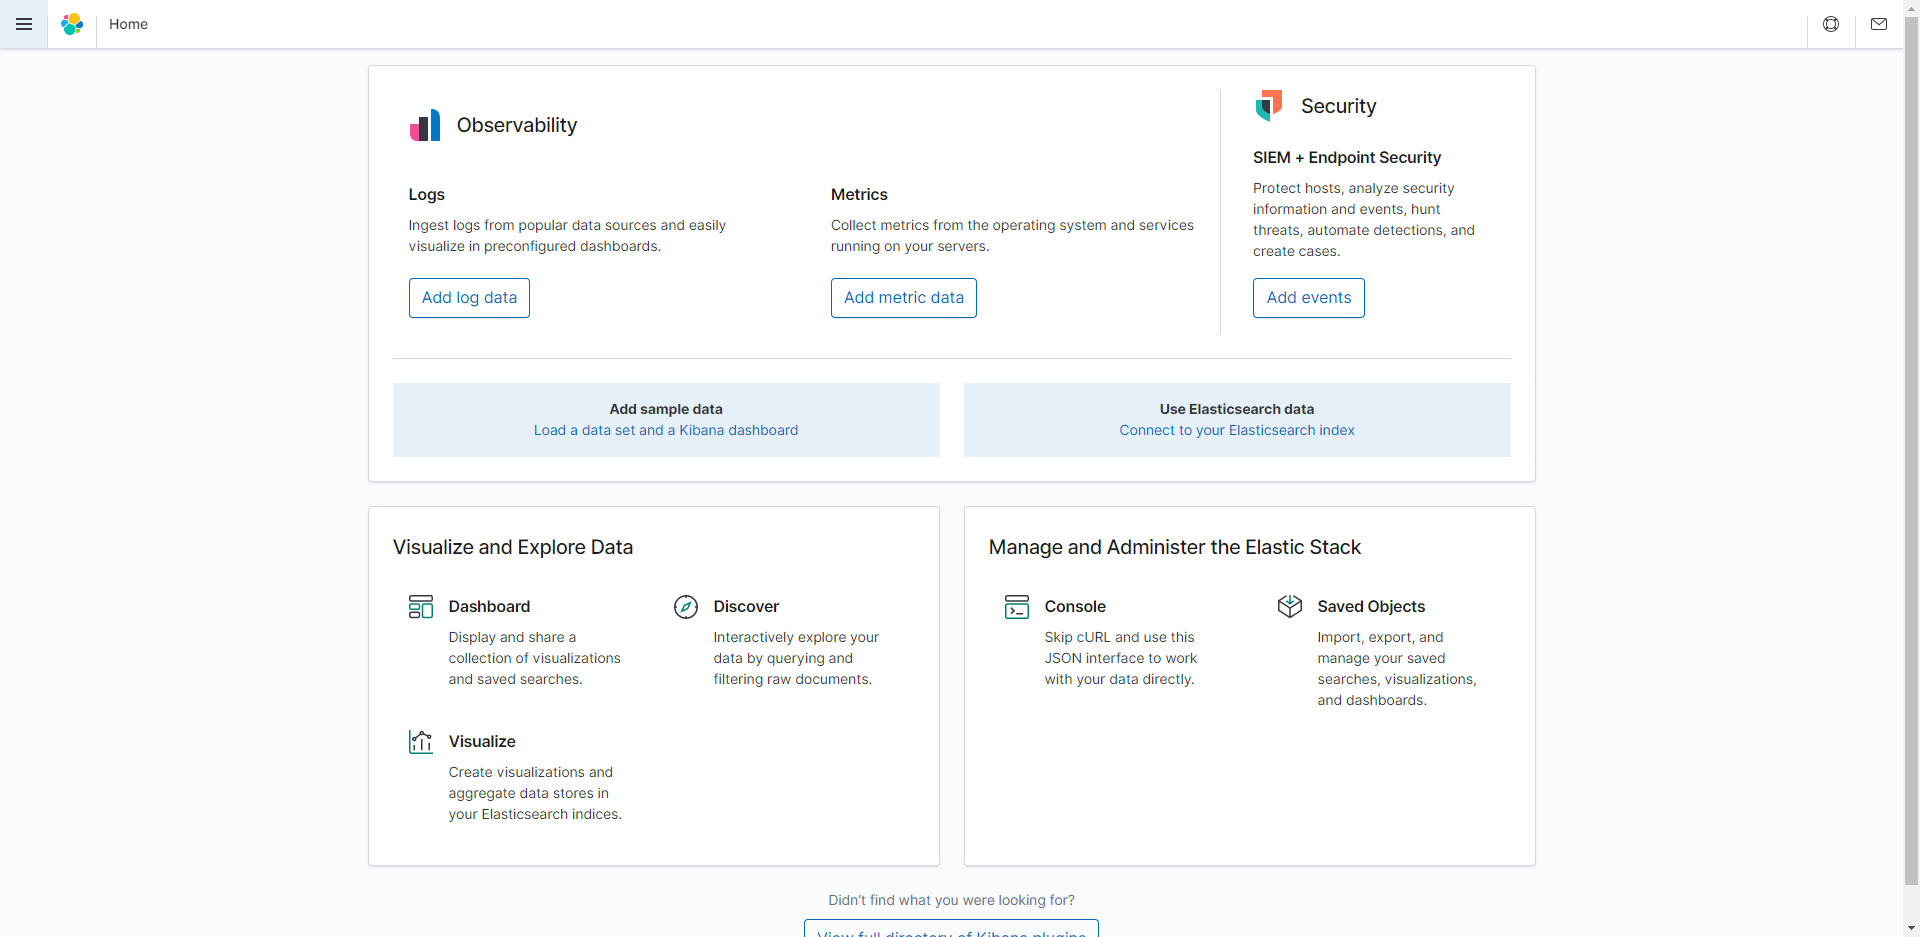 Home
Observability
Logs
Ingest logs from popular data sources and easily
visualize in preconfigured dashboards.
Add log data
Metrics
Collect metrics from the operating system and services
running on your servers.
Add metric data
Security
SIEM + Endpoint Security
Protect hosts, analyze security
information and events, hunt
threats, automate detections, and
create cases.
Add events
Add sample data
Load a data set and a Kibana dashboard
Use Elasticsearch data
Connect to your Elasticsearch index
Visualize and Explore Data
Dashboard
Display and share a
collection of visualizations
and saved searches.
Discover
Interactively explore your
data by querying and
filtering raw documents.
Visualize
Create visualizations and
aggregate data stores in
your Elasticsearch indices.
Manage and Administer the Elastic Stack
Console
Skip cURL and use this
JSON interface to work
with your data directly.
Saved Objects
Import, export, and
manage your saved
searches, visualizations,
and dashboards.
Didn't find what you were looking for?
View full directory of Kibana plugins